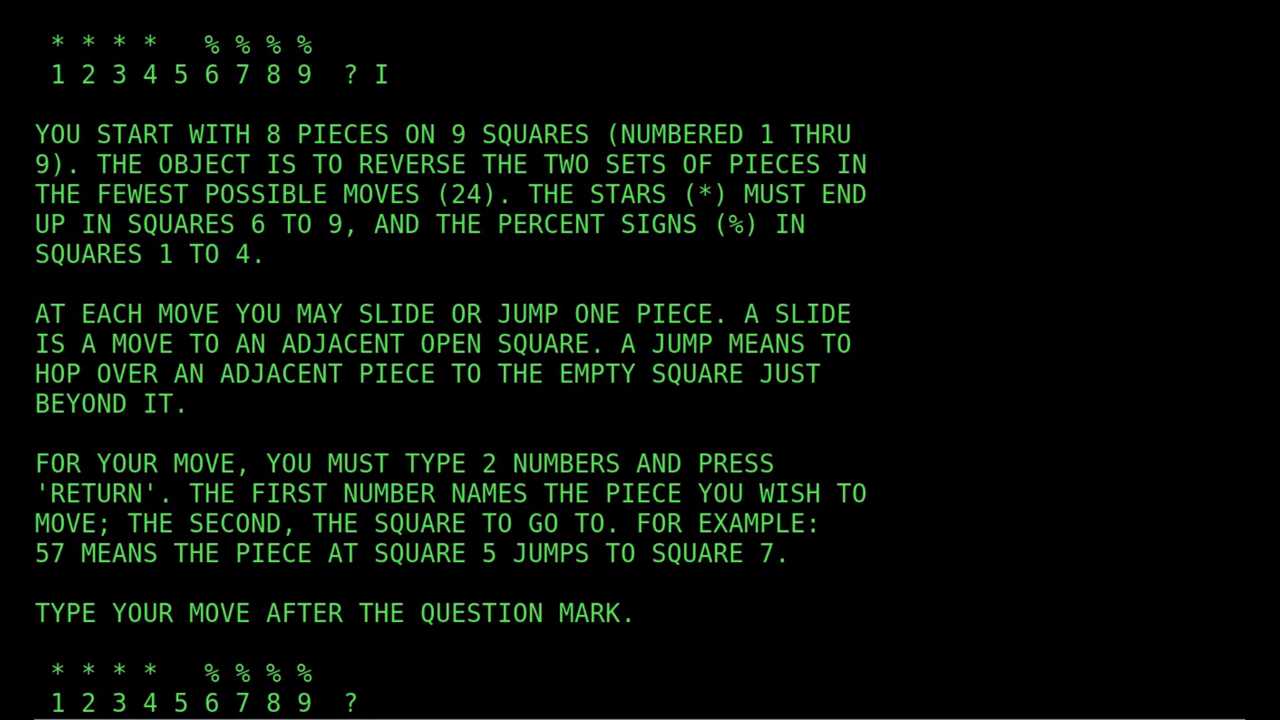 * * * *   % % % %
1 2 3 4 5 6 7 8 9  ? I
YOU START WITH 8 PIECES ON 9 SQUARES (NUMBERED 1 THRU
9). THE OBJECT IS TO REVERSE THE TWO SETS OF PIECES IN
THE FEWEST POSSIBLE MOVES (24). THE STARS (*) MUST END
UP IN SQUARES 6 TO 9, AND THE PERCENT SIGNS (%) IN
SQUARES 1 TO 4.
AT EACH MOVE YOU MAY SLIDE OR JUMP ONE PIECE. A SLIDE
IS A MOVE TO AN ADJACENT OPEN SQUARE. A JUMP MEANS TO
HOP OVER AN ADJACENT PIECE TO THE EMPTY SQUARE JUST
BEYOND IT.
FOR YOUR MOVE, YOU MUST TYPE 2 NUMBERS AND PRESS
'RETURN'. THE FIRST NUMBER NAMES THE PIECE YOU WISH TO
MOVE; THE SECOND, THE SQUARE TO GO TO. FOR EXAMPLE:
57 MEANS THE PIECE AT SQUARE 5 JUMPS TO SQUARE 7.
TYPE YOUR MOVE AFTER THE QUESTION MARK.
* * * *   % % % %
1 2 3 4 5 6 7 8 9  ?